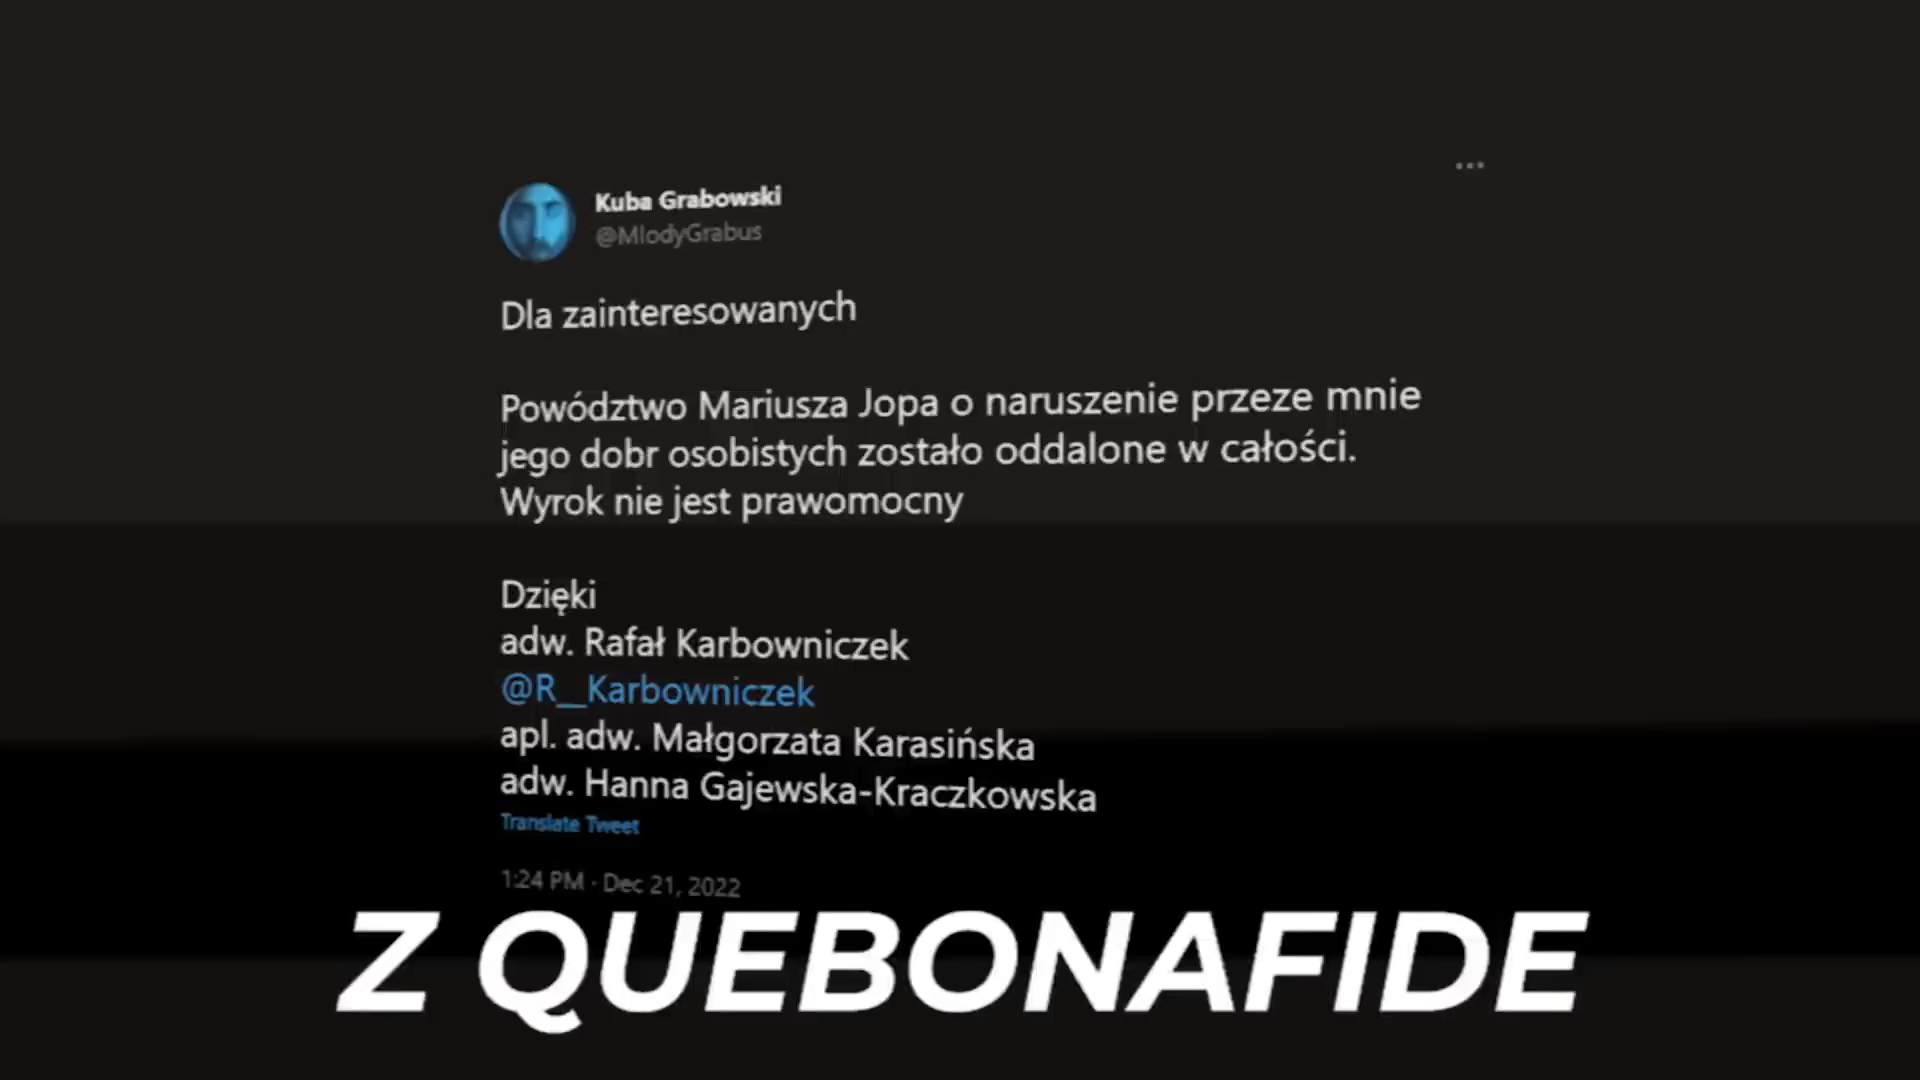 ...
Kuba Grabowski
@MlodyGrabus
Dla zainteresowanych
Powództwo Mariusza Jopa o naruszenie przeze mnie
jego dobr osobistych zostało oddalone w całości.
Wyrok nie jest prawomocny
Dzięki
adw. Rafał Karbowniczek
@R__Karbowniczek
apl. adw. Małgorzata Karasińska
adw. Hanna Gajewska-Kraczkowska
Translate Tweet
1:24 PM · Dec 21, 2022
Z QUEBONAFIDE